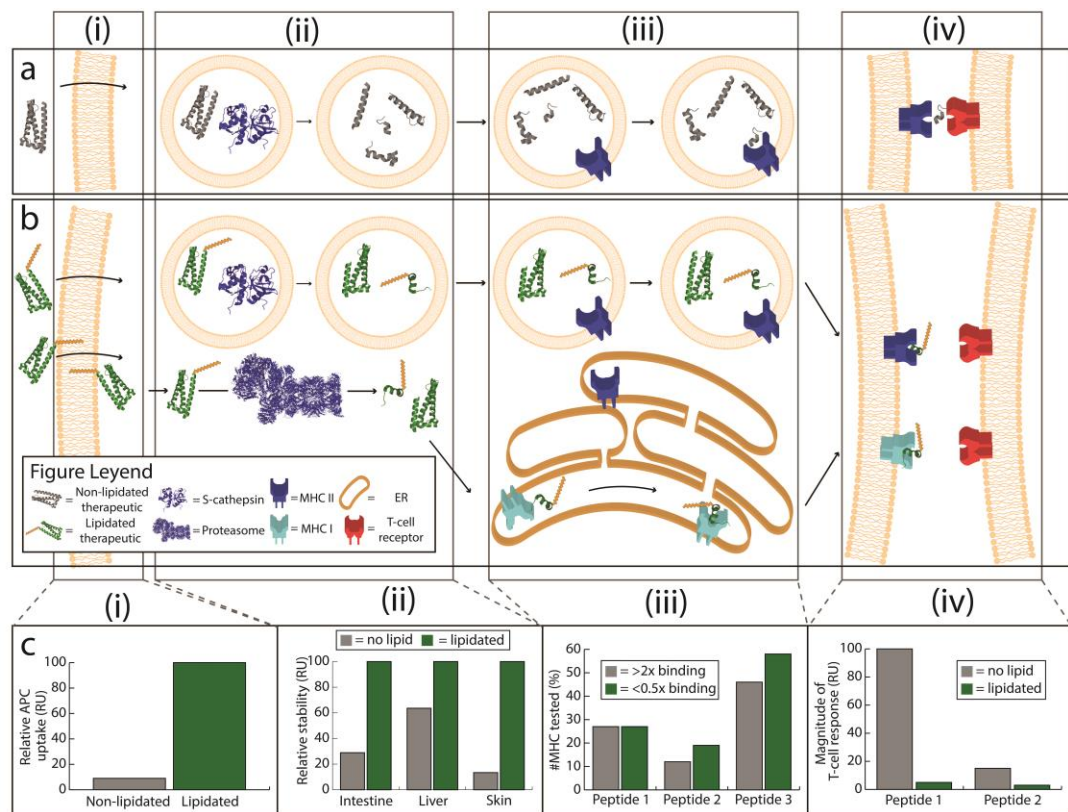 (i)
(ii)
(iii)
(iv)
a
b
Figure Leyend
= Non-lipidated therapeutic
= S-cathepsin
= MHC II
= ER
= Lipidated therapeutic
= Proteasome
= MHC I
= T-cell receptor
(i)
(ii)
(iii)
(iv)
c
Relative APC uptake (RU)
100
80
60
40
20
0
Non-lipidated
Lipidated
= no lipid
= lipidated
Relative stability (RU)
100
80
60
40
20
0
Intestine
Liver
Skin
#MHC tested (%)
60
50
40
30
20
10
0
= >2x binding
= <0.5x binding
Peptide 1
Peptide 2
Peptide 3
Magnitude of T-cell response (RU)
100
80
60
40
20
0
= no lipid
= lipidated
Peptide 1
Peptide 2